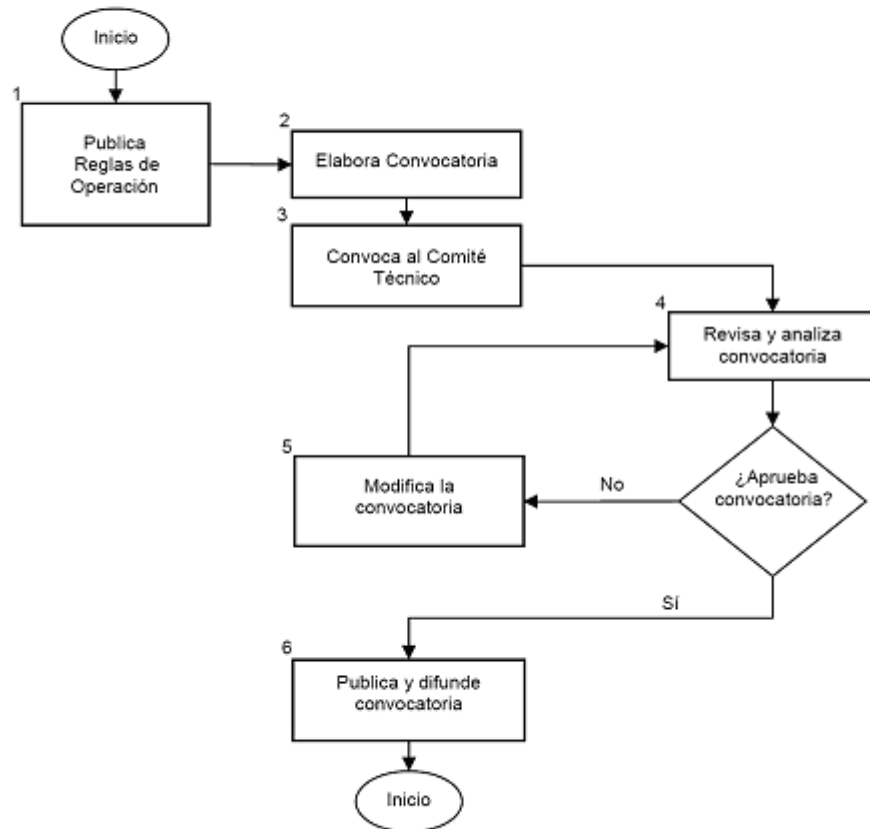 Inicio
1
Publica
Reglas de
Operación
2
Elabora Convocatoria
3
Convoca al Comité
Técnico
4
Revisa y analiza
convocatoria
¿Aprueba
convocatoria?
No
5
Modifica la
convocatoria
Sí
6
Publica y difunde
convocatoria
Inicio